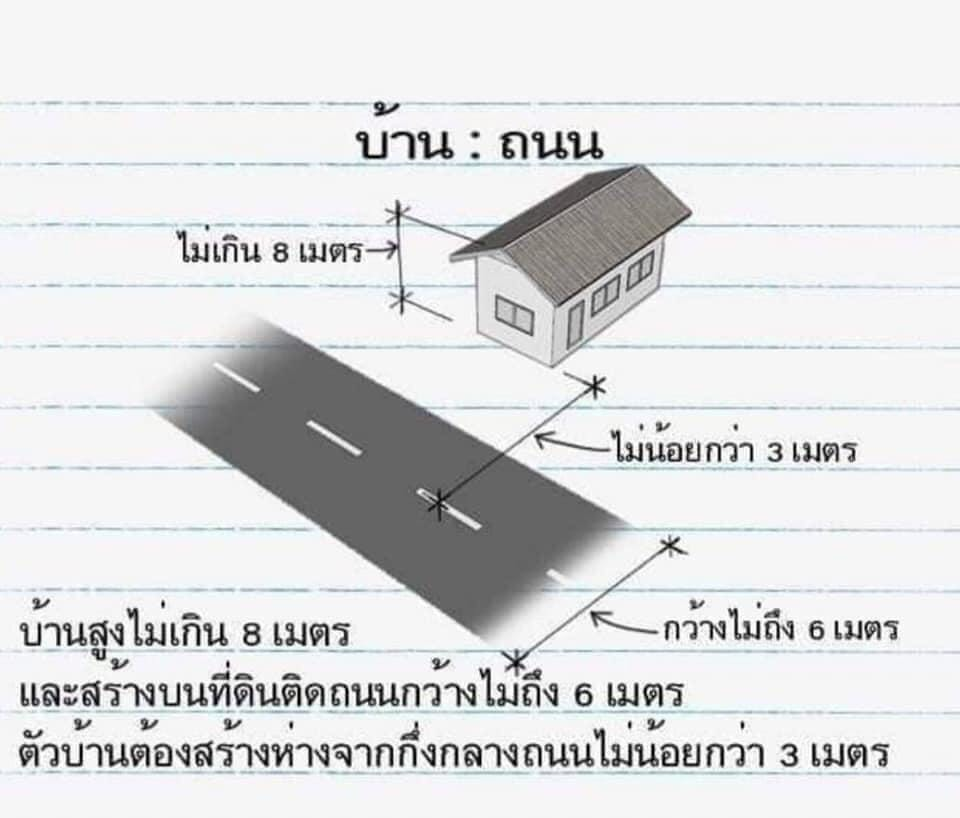 บ้าน : ถนน
ไม่เกิน 8 เมตร
ไม่น้อยกว่า 3 เมตร
กว้างไม่ถึง 6 เมตร
บ้านสูงไม่เกิน 8 เมตร
และสร้างบนที่ดินติดถนนกว้างไม่ถึง 6 เมตร
ตัวบ้านต้องสร้างห่างจากกึ่งกลางถนนไม่น้อยกว่า 3 เมตร